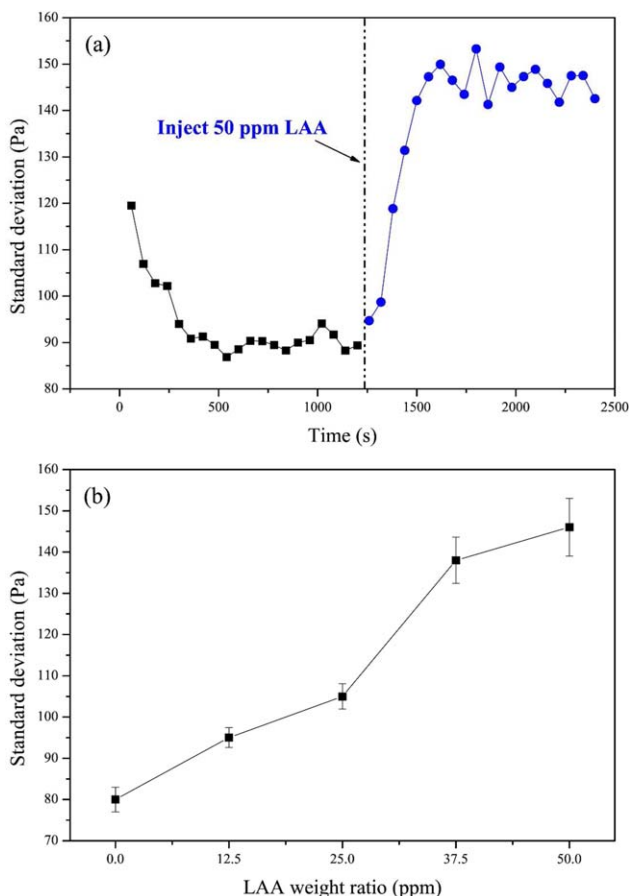 (a)
160
150
140
130
120
110
100
90
80
Standard deviation (Pa)
Inject 50 ppm LAA
0 500 1000 1500 2000 2500
Time (s)
(b)
160
150
140
130
120
110
100
90
80
70
Standard deviation (Pa)
0.0 12.5 25.0 37.5 50.0
LAA weight ratio (ppm)